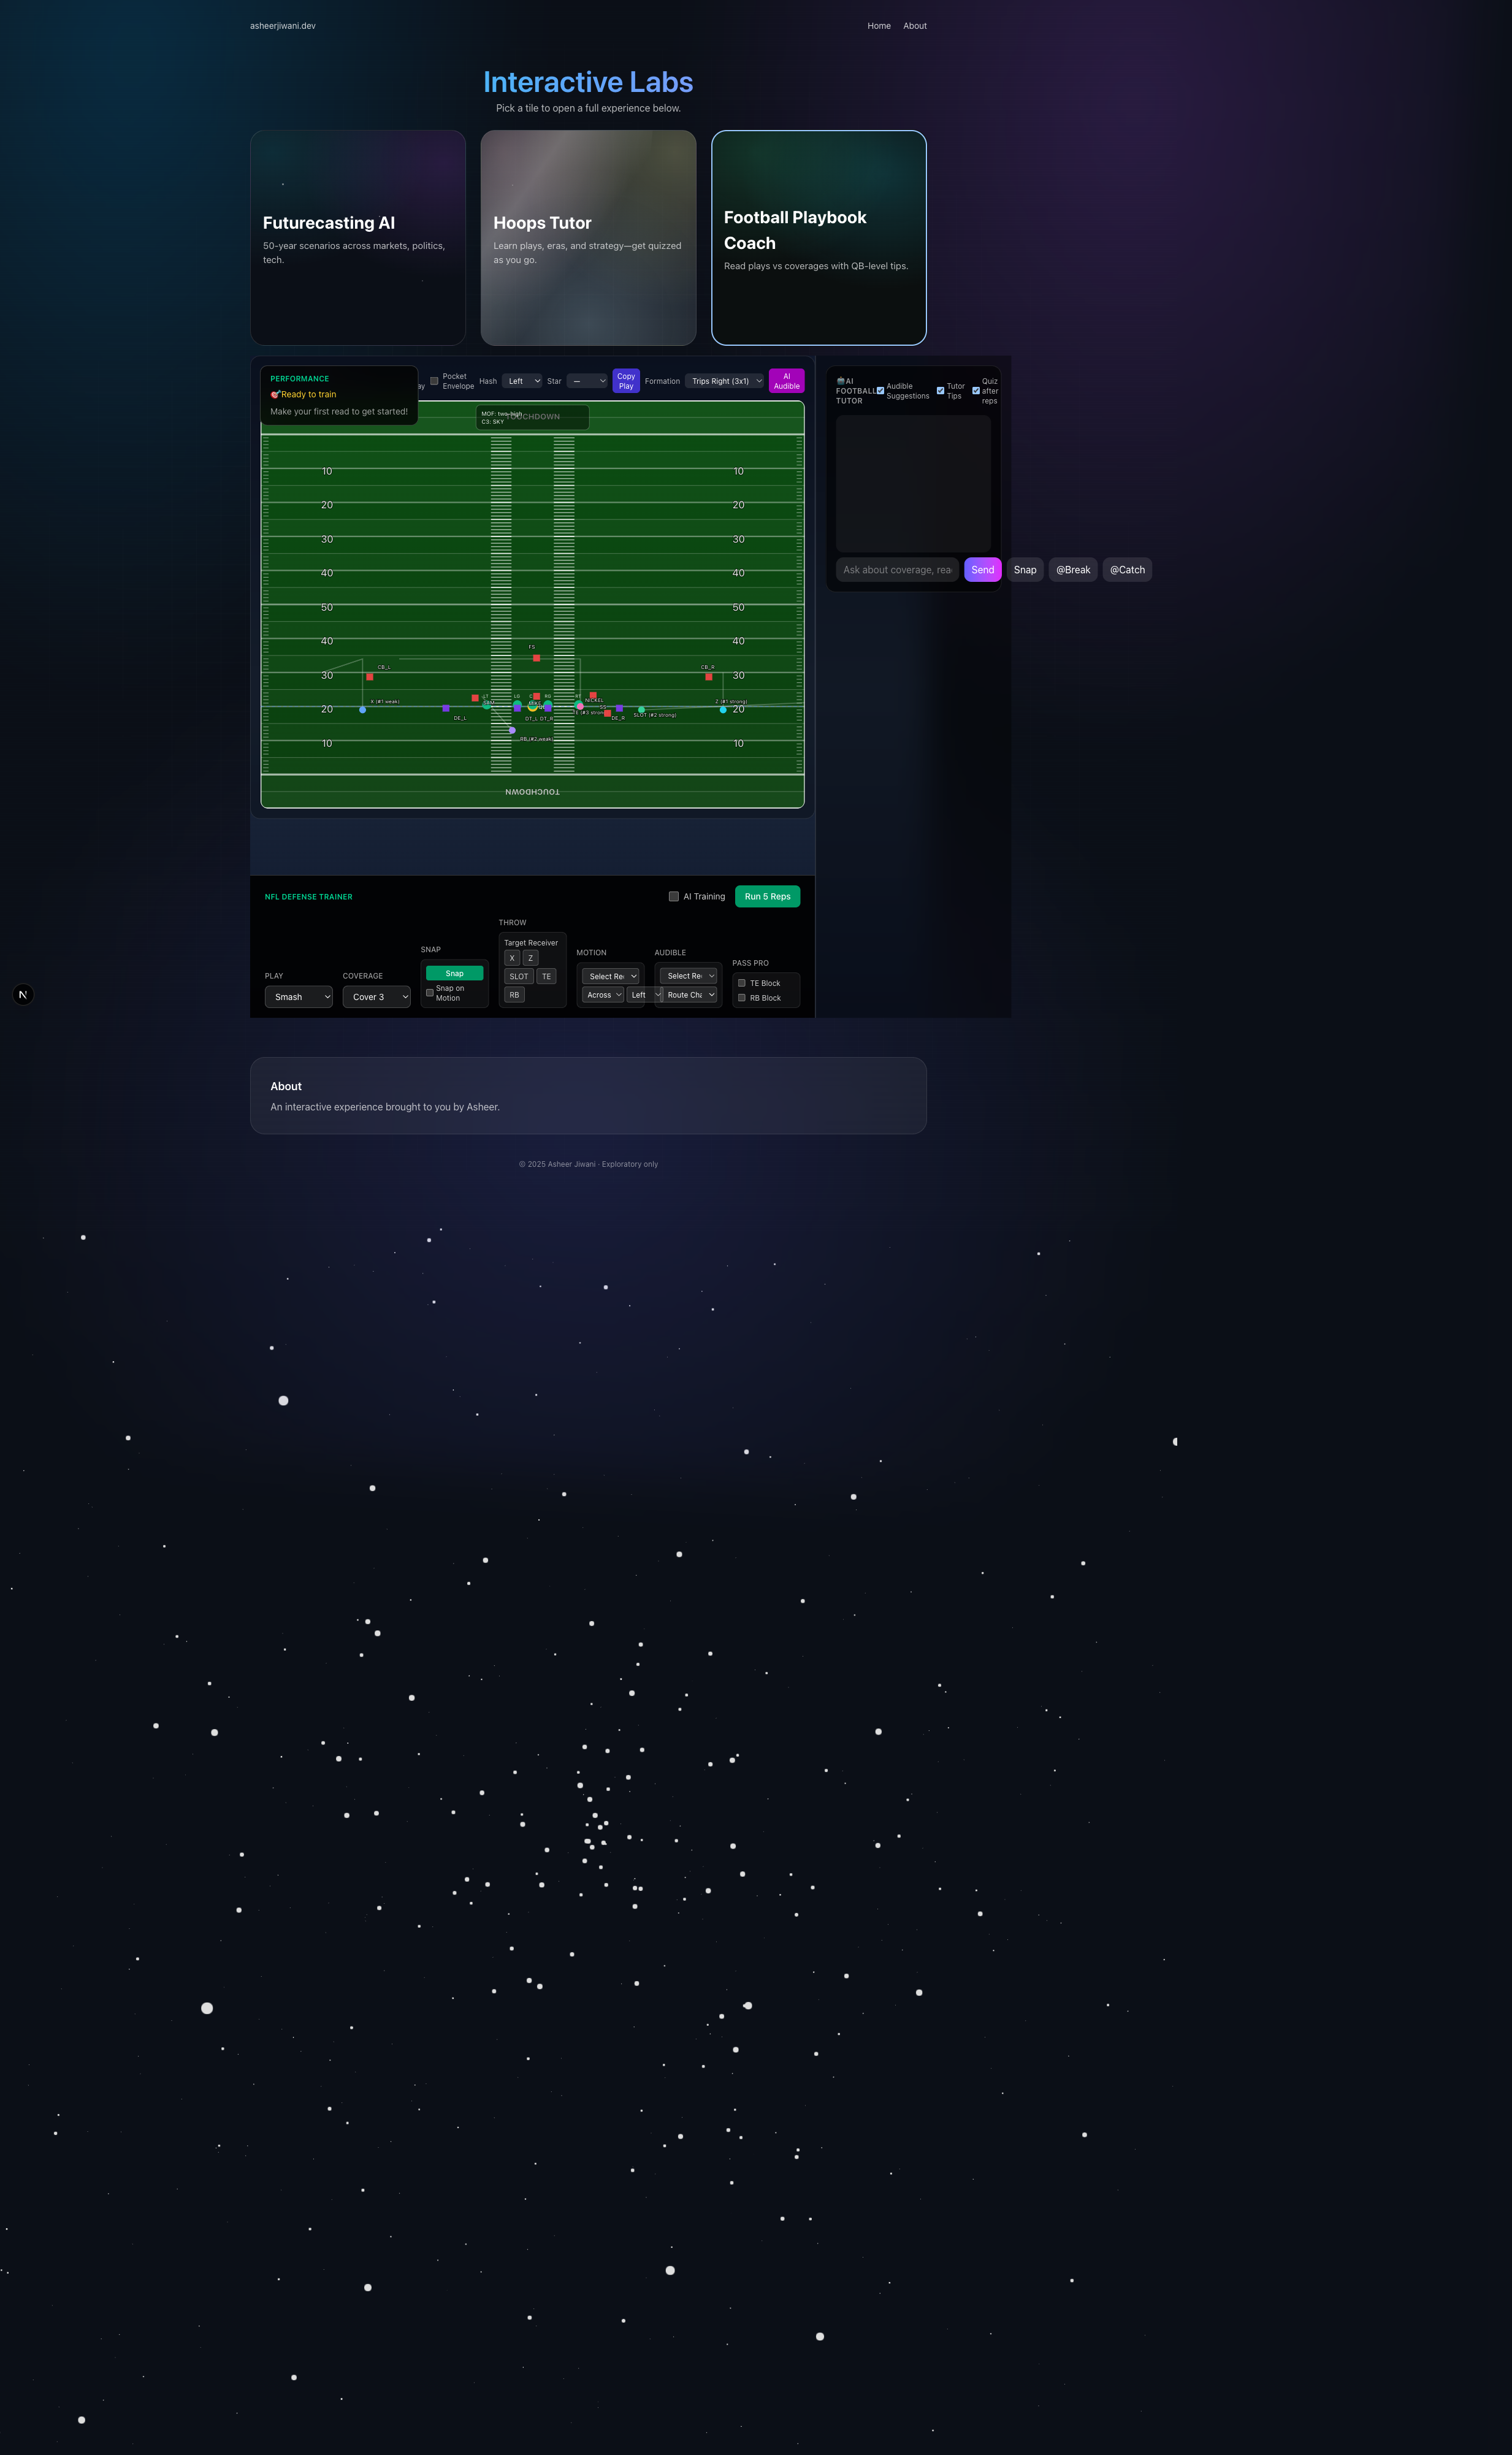 asheerjiwani.dev
Home About
Interactive Labs
Pick a tile to open a full experience below.
Futurecasting AI
50-year scenarios across markets, politics,
tech.
Hoops Tutor
Learn plays, eras, and strategy—get quizzed
as you go.
Football Playbook
Coach
Read plays vs coverages with QB-level tips.
PERFORMANCE
🎯 Ready to train
Make your first read to get started!
ay
Pocket
Envelope
Hash
Left
Star
—
Copy
Play
Formation
Trips Right (3x1)
AI
Audible
MOF: two-high
C3: SKY
TOUCHDOWN
10 10
20 20
30 30
40 40
50 50
40 40
FS
CB_L CB_R
30 30
LT LG C RG RT
NICKEL
X (#1 weak)
SS
Z (#1 strong)
20 20
TE (#3 strong)
SLOT (#2 strong)
DE_L DT_L DT_R DE_R
RB (#2 weak)
10 10
TOUCHDOWN
🤖 AI
FOOTBALL
TUTOR
Audible
Suggestions
Tutor
Tips
Quiz
after
reps
Ask about coverage, rea
Send
Snap
@Break
@Catch
NFL DEFENSE TRAINER
AI Training
Run 5 Reps
PLAY
Smash
COVERAGE
Cover 3
SNAP
Snap
Snap on
Motion
THROW
Target Receiver
X Z
SLOT TE
RB
MOTION
Select Re
Across Left
AUDIBLE
Select Re
Route Cha
PASS PRO
TE Block
RB Block
N
About
An interactive experience brought to you by Asheer.
© 2025 Asheer Jiwani · Exploratory only